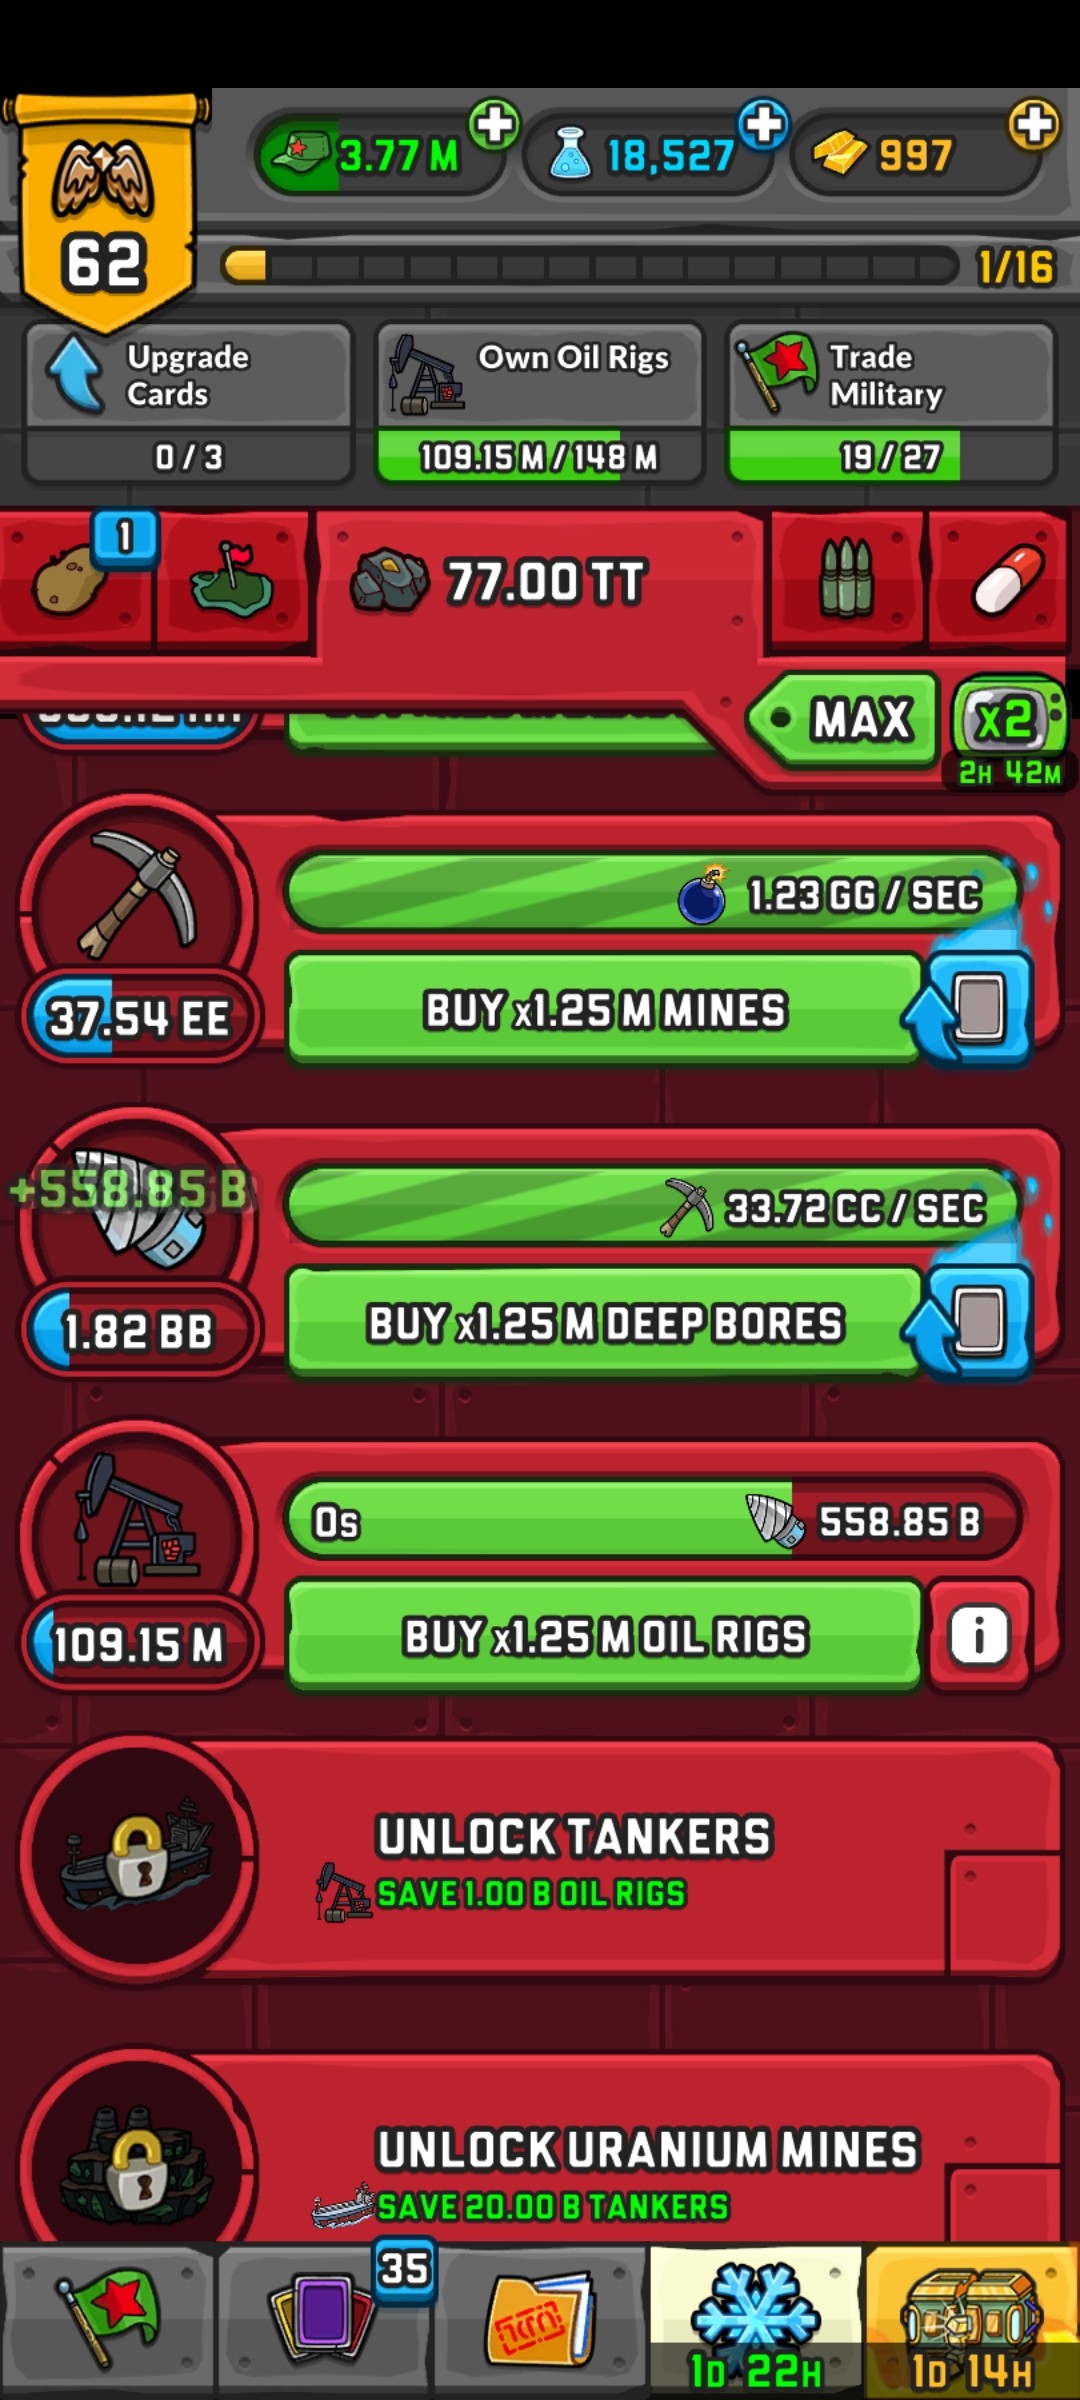 3.77 M
18,527
997
62
1/16
Upgrade
Cards
Own Oil Rigs
Trade
Military
0 / 3
109.15 M / 148 M
19 / 27
1
77.00 TT
MAX
x2
2H 42M
1.23 GG / SEC
37.54 EE
BUY x1.25 M MINES
+558.85 B
33.72 CC / SEC
1.82 BB
BUY x1.25 M DEEP BORES
0s
558.85 B
109.15 M
BUY x1.25 M OIL RIGS
i
UNLOCK TANKERS
SAVE 1.00 B OIL RIGS
UNLOCK URANIUM MINES
SAVE 20.00 B TANKERS
35
1D 22H
1D 14H